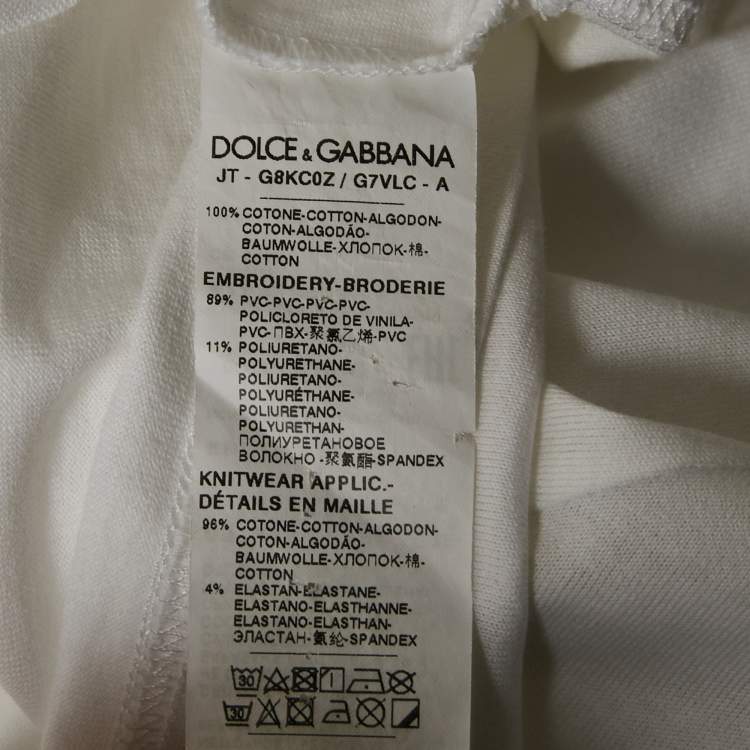 DOLCE & GABBANA
JT - G8KC0Z / G7VLC - A
100% COTONE-COTTON-ALGODON-
COTON-ALGODÃO-
BAUMWOLLE-ХЛОПОК-棉-
COTTON
EMBROIDERY-BRODERIE
89% PVC-PVC-PVC-PVC-
POLICLORETO DE VINILA-
PVC-ПВХ-聚氯乙烯-PVC
11% POLIURETANO-
POLYURETHANE-
POLIURETANO-
POLYURÉTHANE-
POLIURETANO-
POLYURETHAN-
ПОЛИУРЕТАНОВОЕ
ВОЛОКНО-聚氨酯-SPANDEX
KNITWEAR APPLIC.-
DÉTAILS EN MAILLE
96% COTONE-COTTON-ALGODON-
COTON-ALGODÃO-
BAUMWOLLE-ХЛОПОК-棉-
COTTON
4% ELASTAN-ELASTANE-
ELASTANO-ELASTHANNE-
ELASTANO-ELASTHAN-
ЭЛАСТАН-氨纶-SPANDEX
30
30